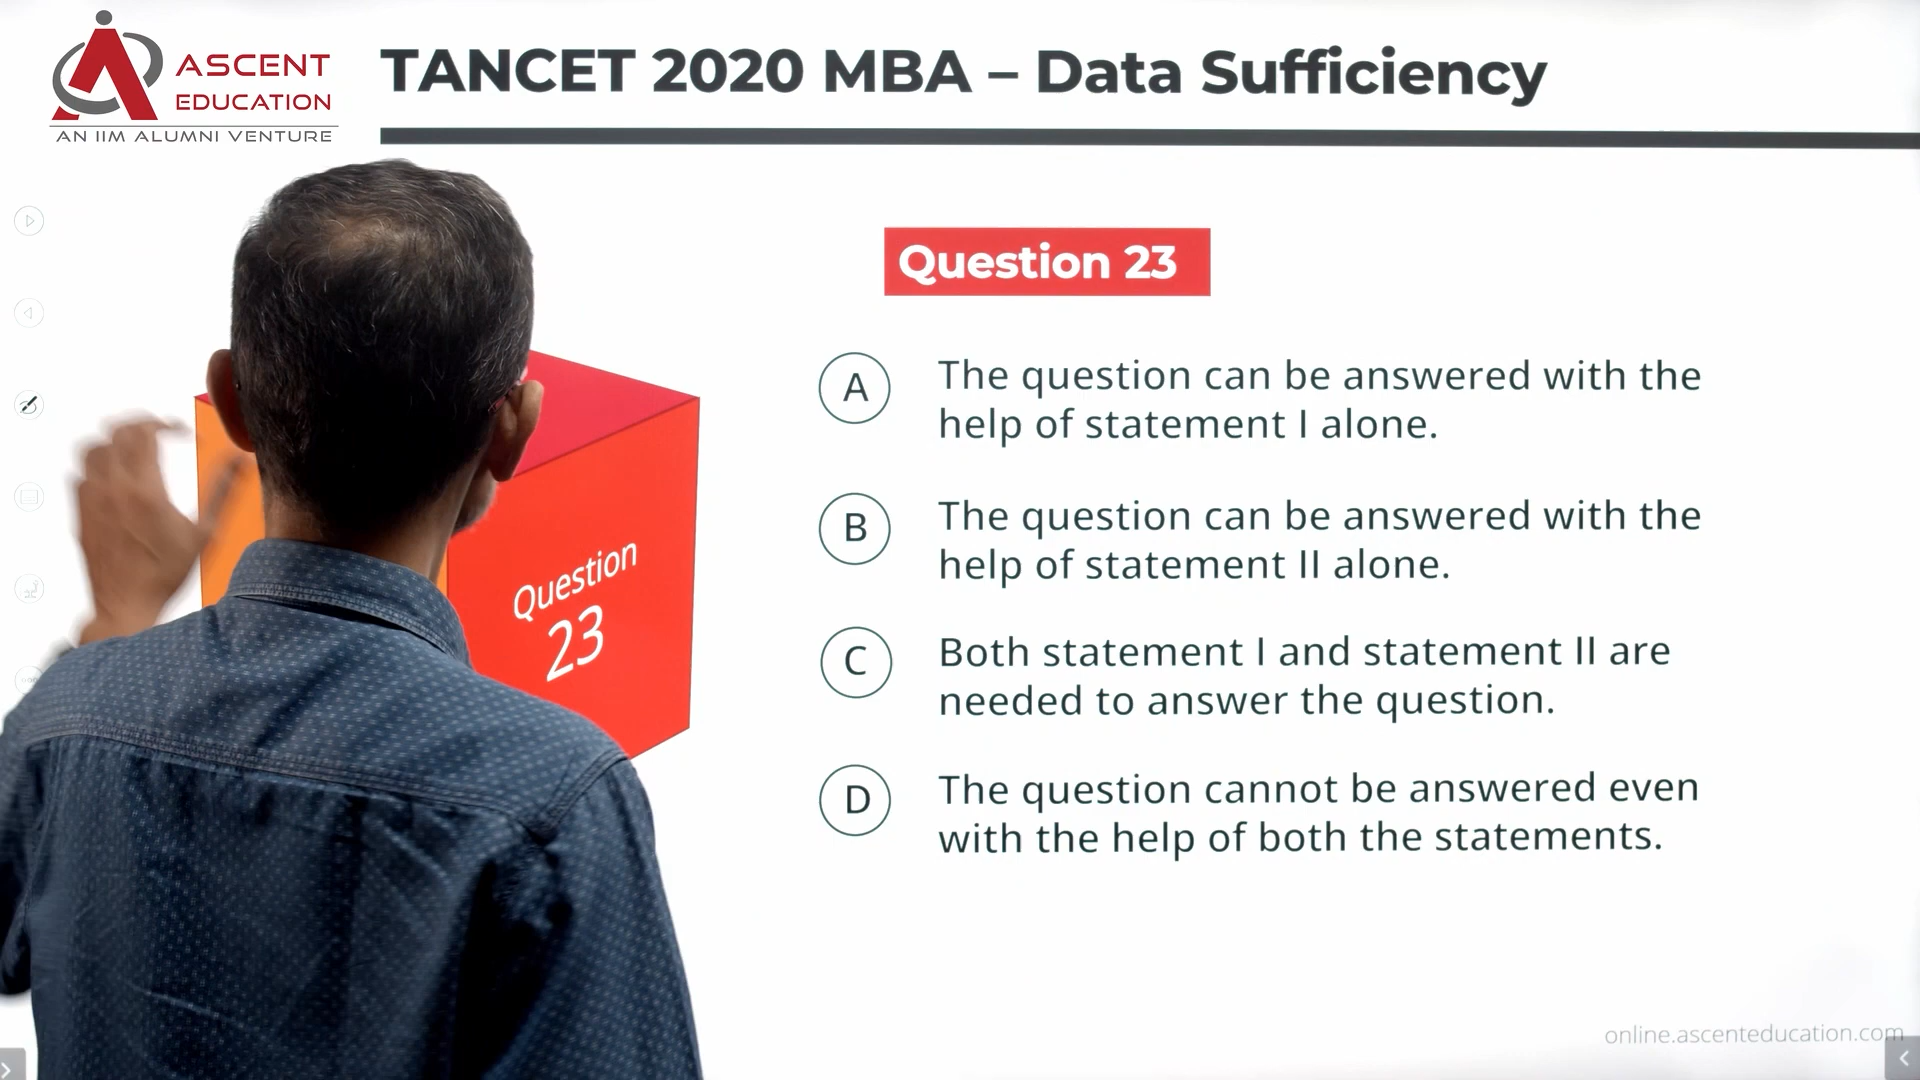 ASCENT
EDUCATION
AN IIM ALUMNI VENTURE
TANCET 2020 MBA – Data Sufficiency
Question 23
A
The question can be answered with the
help of statement I alone.
B
The question can be answered with the
help of statement II alone.
C
Both statement I and statement II are
needed to answer the question.
D
The question cannot be answered even
with the help of both the statements.
Question
23
online.ascenteducation.com